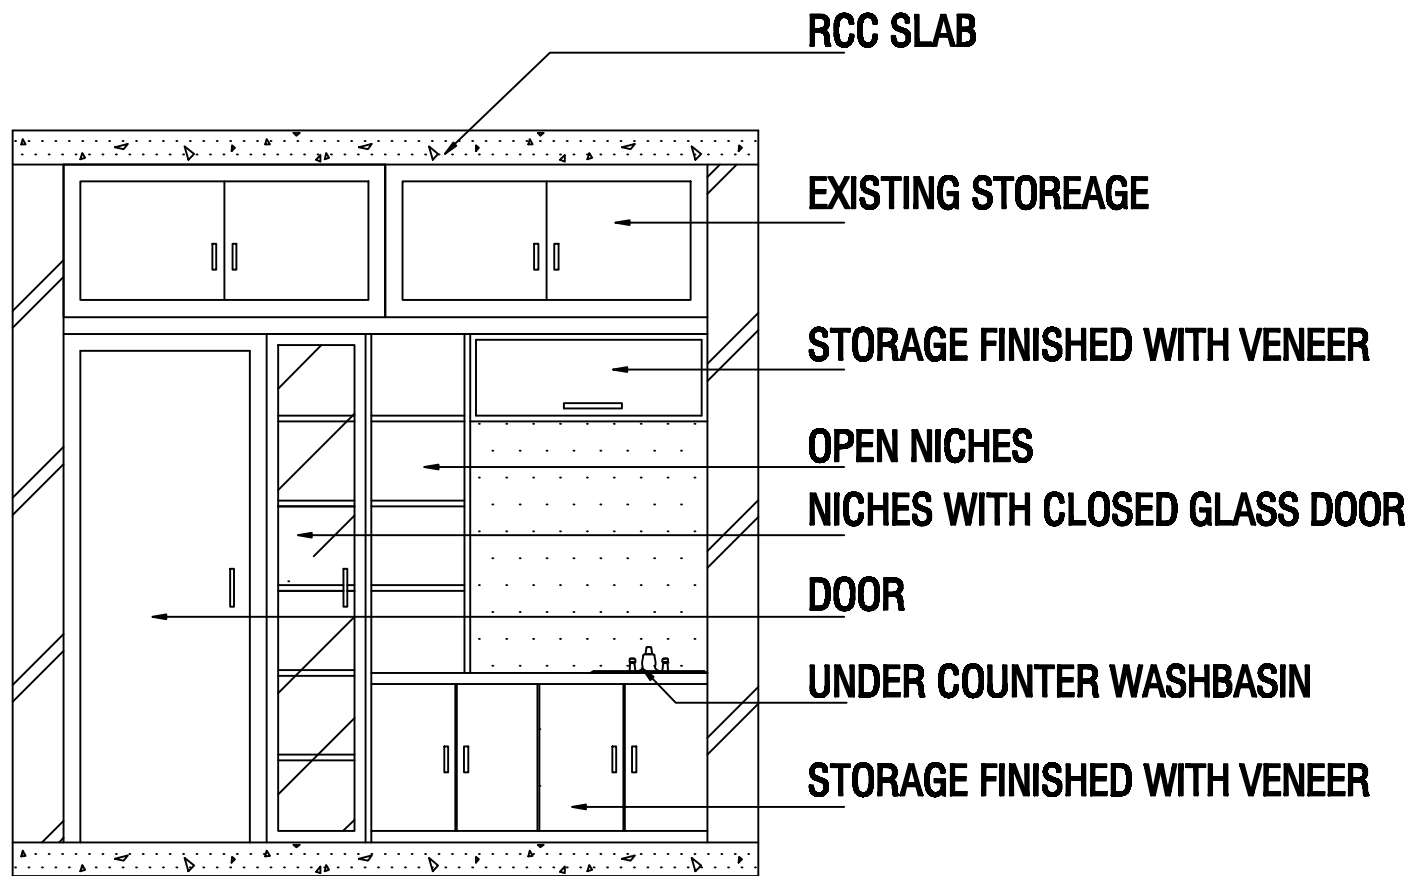 RCC SLAB
EXISTING STOREAGE
STORAGE FINISHED WITH VENEER
OPEN NICHES
NICHES WITH CLOSED GLASS DOOR
DOOR
UNDER COUNTER WASHBASIN
STORAGE FINISHED WITH VENEER